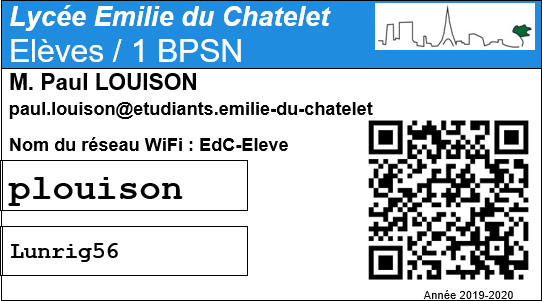 Lycée Emilie du Chatelet
Elèves / 1 BPSN
M. Paul LOUISON
paul.louison@etudiants.emilie-du-chatelet
Nom du réseau WiFi : EdC-Eleve
plouison
Lunrig56
Année 2019-2020